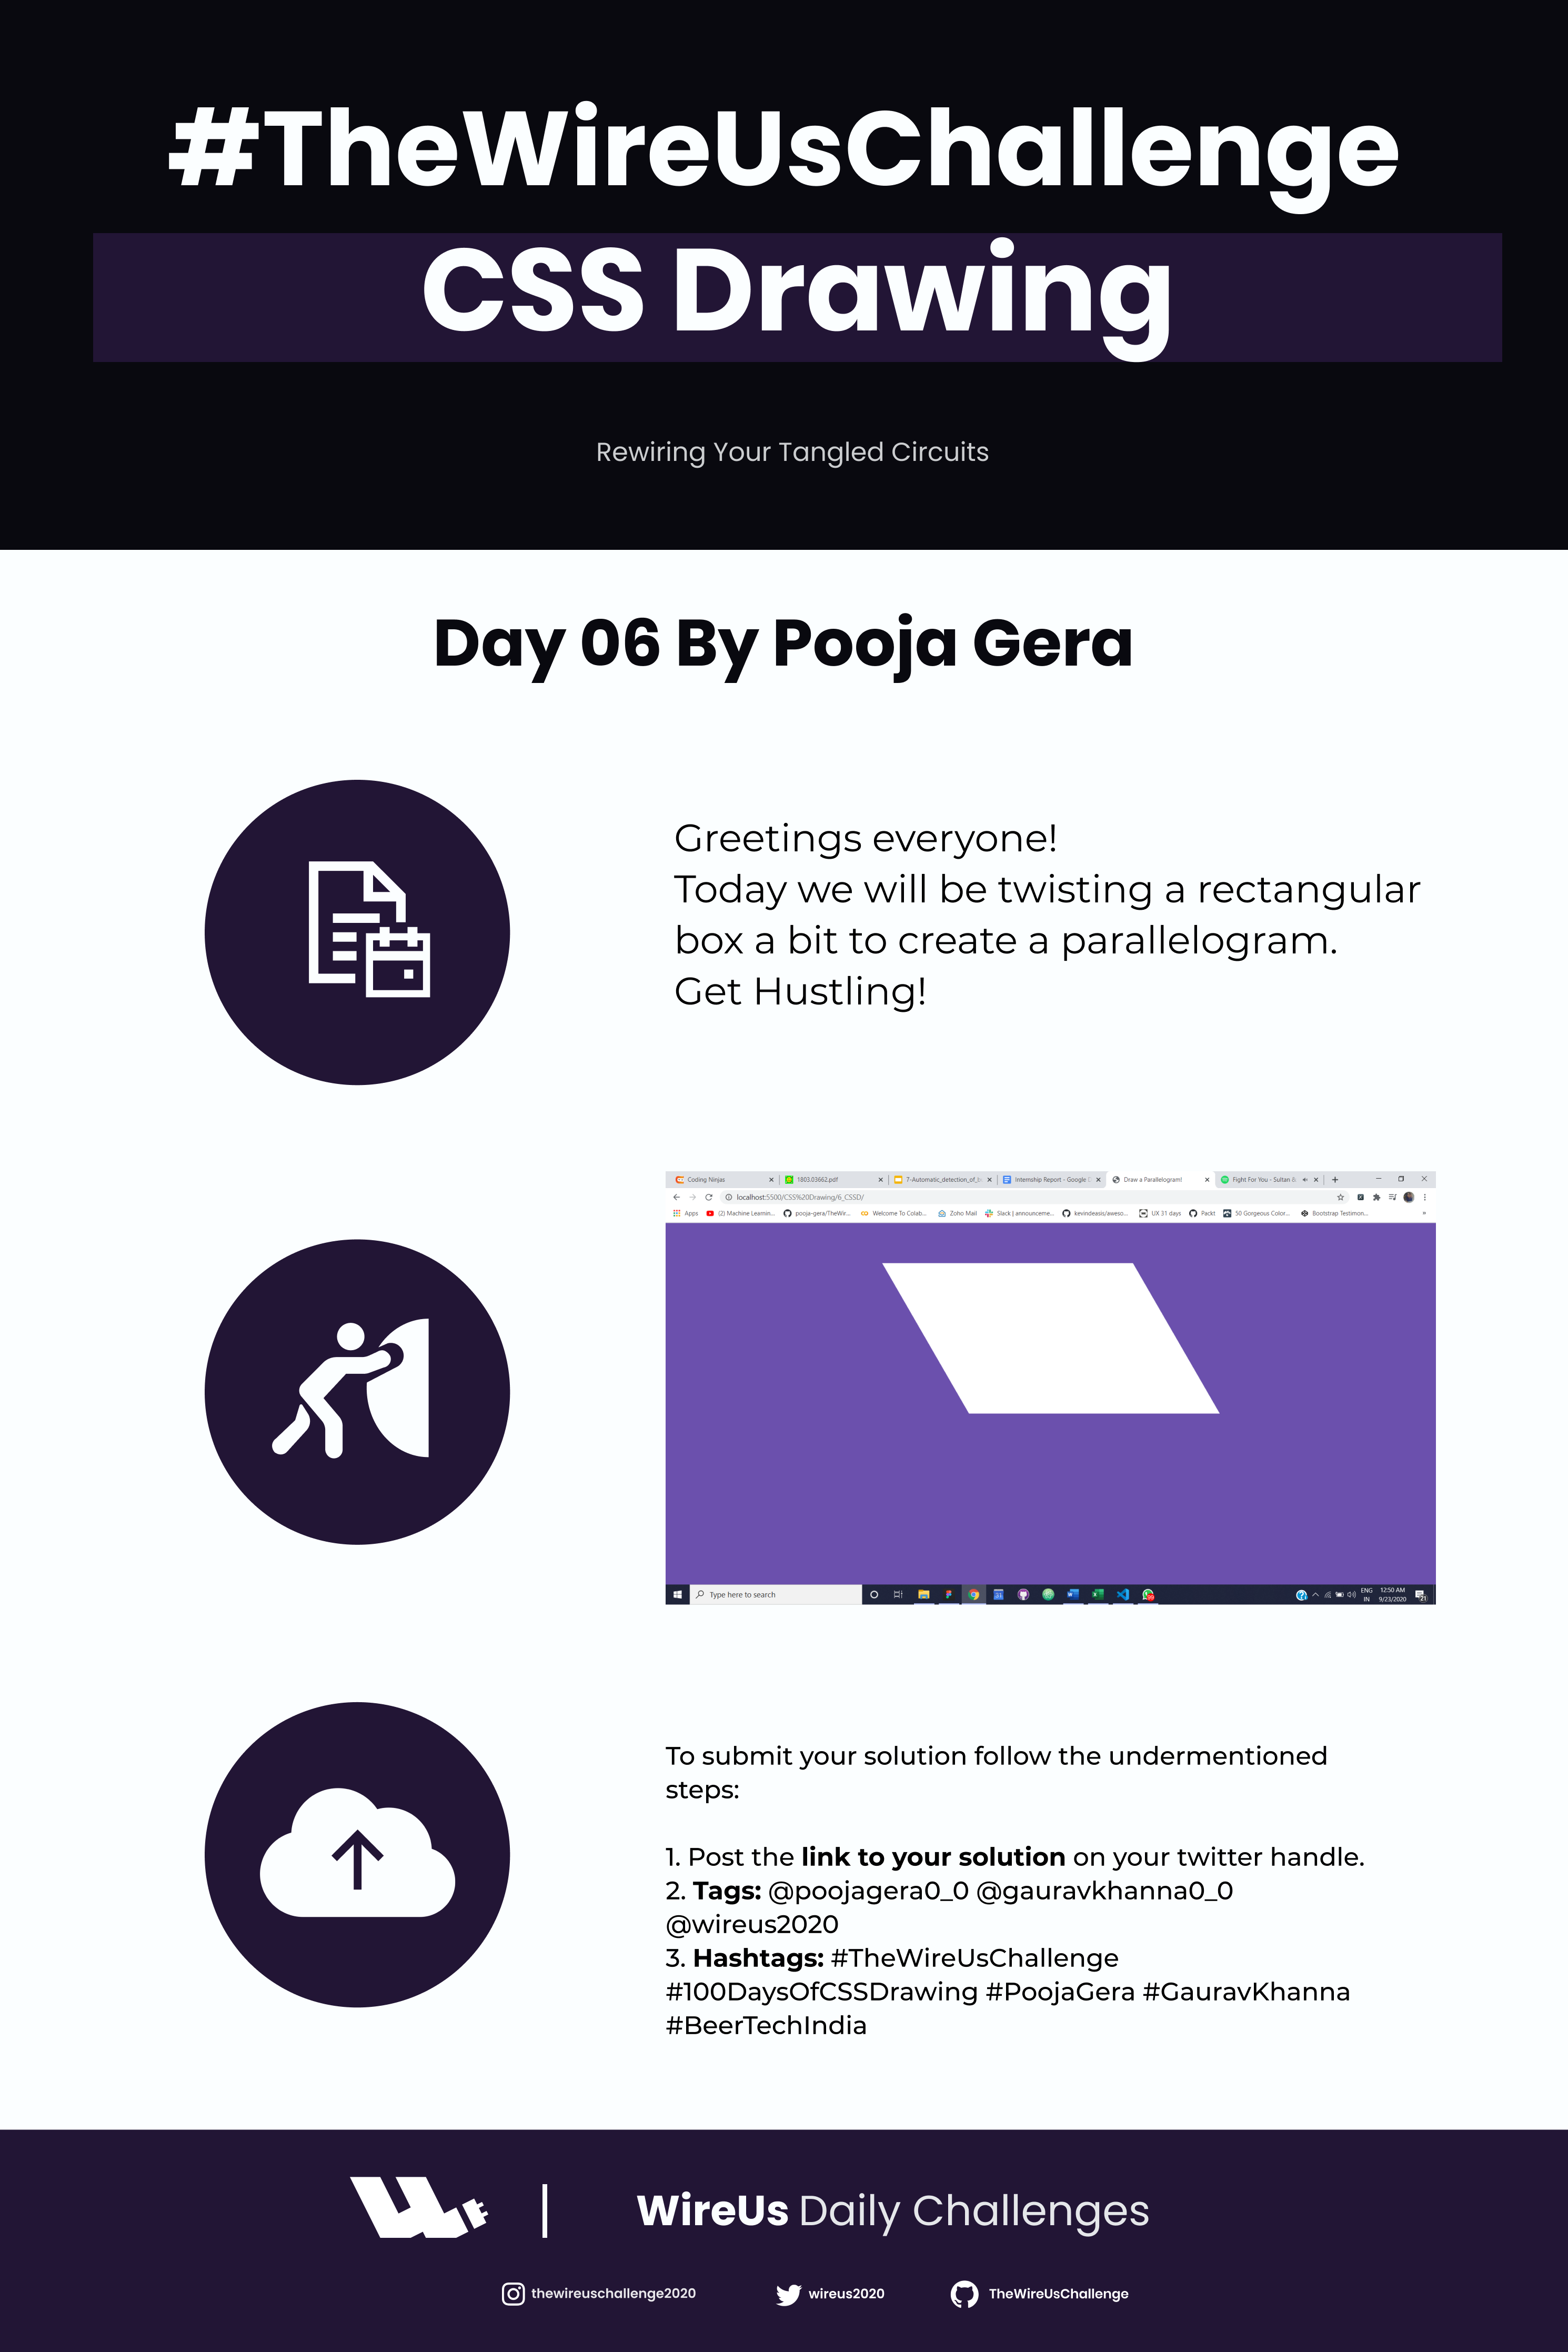 #TheWireUsChallenge
CSS Drawing
Rewiring Your Tangled Circuits
Day 06 By Pooja Gera
Greetings everyone!
Today we will be twisting a rectangular
box a bit to create a parallelogram.
Get Hustling!
Coding Ninjas
1803.03662.pdf
7-Automatic_detection_of_
Internship Report - Google
Draw a Parallelogram!
Fight For You - Sultan &
localhost:5500/CSS%20Drawing/6_CSSD/
Apps (2) Machine Learnin... pooja-gera/TheWir... Welcome To Colab... Zoho Mail Slack | announceme... kevindeasis/aweso... UX 31 days Packt 50 Gorgeous Color... Bootstrap Testimon... »
Type here to search
ENG
IN
12:50 AM
9/23/2020
To submit your solution follow the undermentioned
steps:
1. Post the link to your solution on your twitter handle.
2. Tags: @poojagera0_0 @gauravkhanna0_0
@wireus2020
3. Hashtags: #TheWireUsChallenge
#100DaysOfCSSDrawing #PoojaGera #GauravKhanna
#BeerTechIndia
WireUs Daily Challenges
thewireuschallenge2020 wireus2020 TheWireUsChallenge